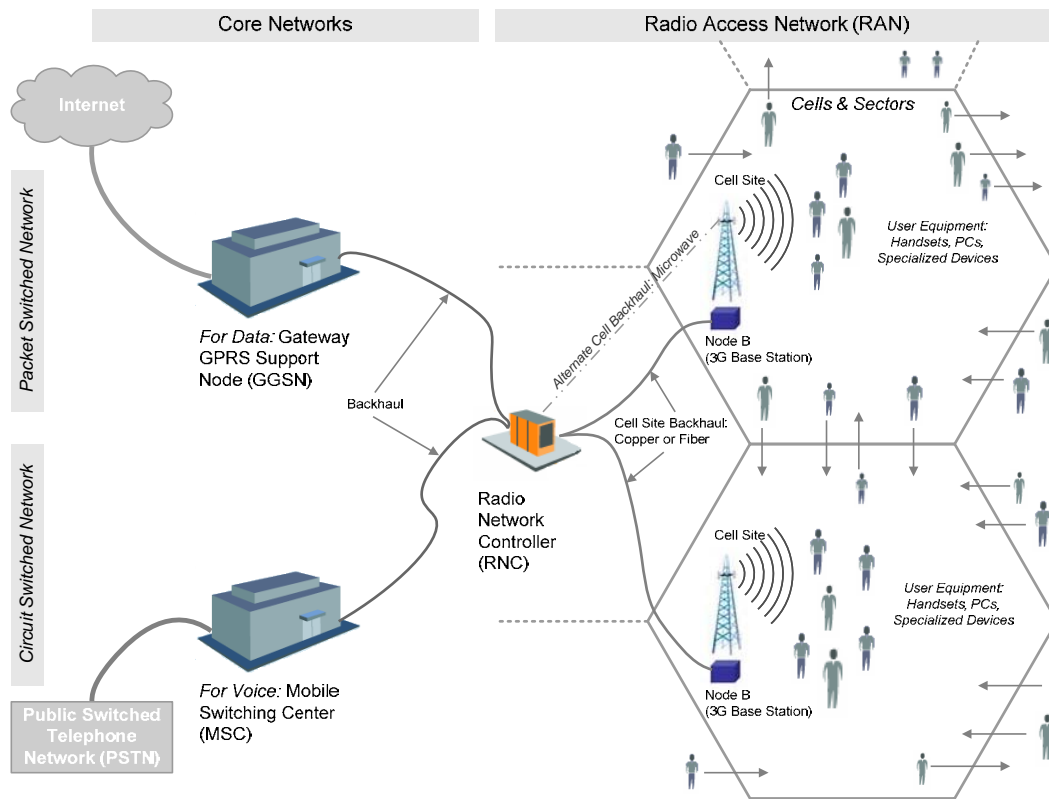 Core Networks
Radio Access Network (RAN)
Internet
Cells & Sectors
Cell Site
User Equipment:
Handsets, PCs,
Specialized Devices
Packet Switched Network
Alternate Cell Backhaul: Microwave
For Data: Gateway
GPRS Support
Node (GGSN)
Node B
(3G Base Station)
Backhaul
Cell Site Backhaul:
Copper or Fiber
Radio
Network
Controller
(RNC)
Circuit Switched Network
Cell Site
User Equipment:
Handsets, PCs,
Specialized Devices
For Voice: Mobile
Switching Center
(MSC)
Node B
(3G Base Station)
Public Switched
Telephone
Network (PSTN)